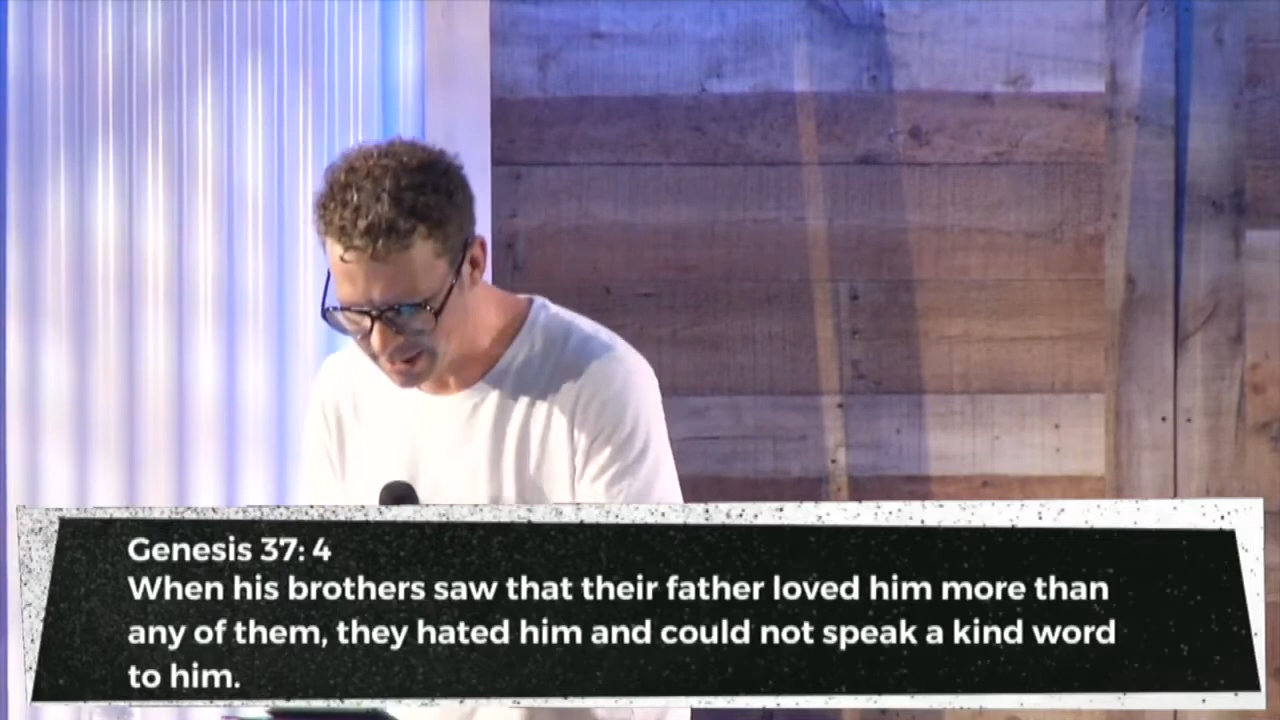 Genesis 37: 4
When his brothers saw that their father loved him more than
any of them, they hated him and could not speak a kind word
to him.